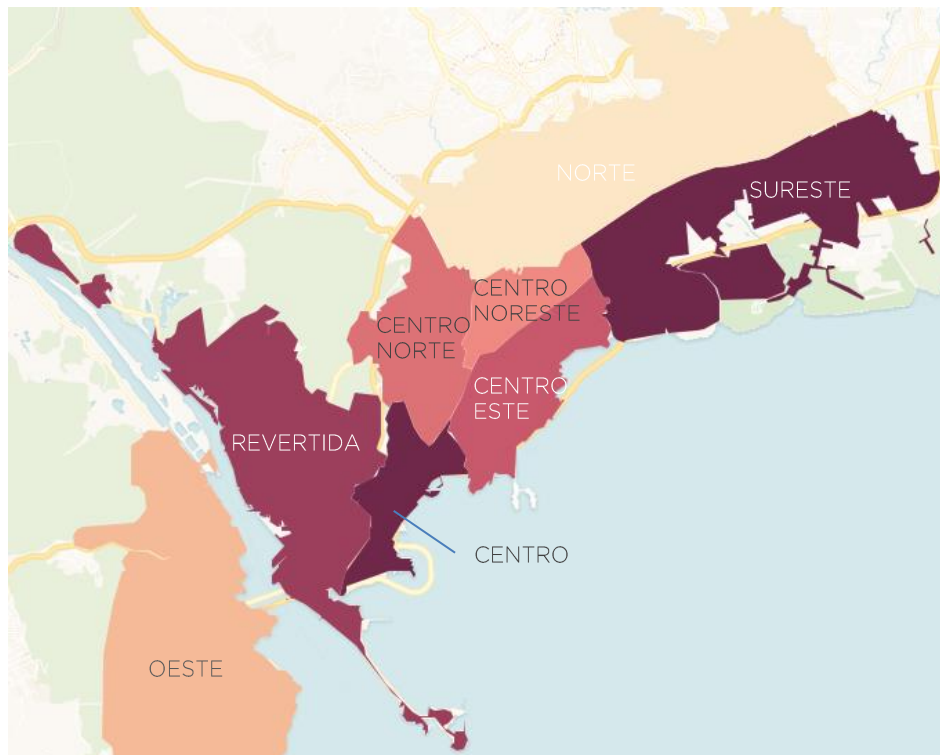 NORTE
SURESTE
CENTRO
NORESTE
CENTRO
NORTE
CENTRO
ESTE
REVERTIDA
CENTRO
OESTE